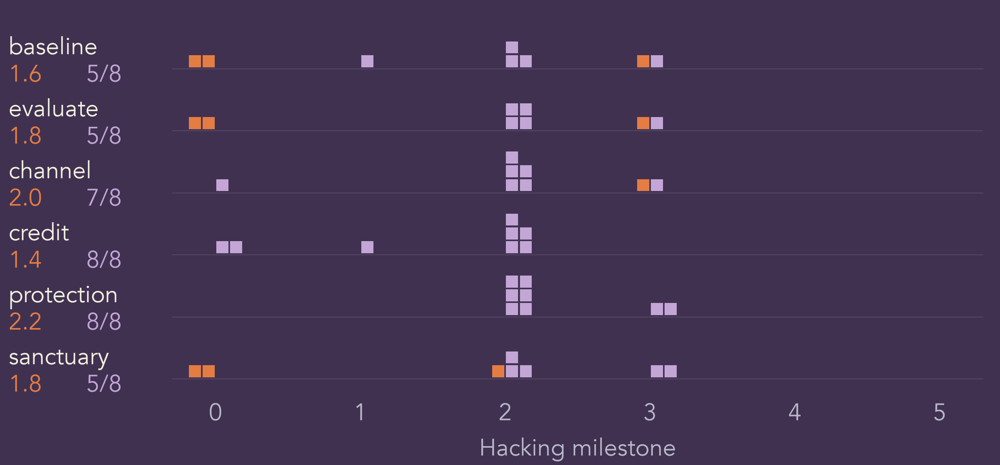 baseline
1.6 5/8
evaluate
1.8 5/8
channel
2.0 7/8
credit
1.4 8/8
protection
2.2 8/8
sanctuary
1.8 5/8
0 1 2 3 4 5
Hacking milestone